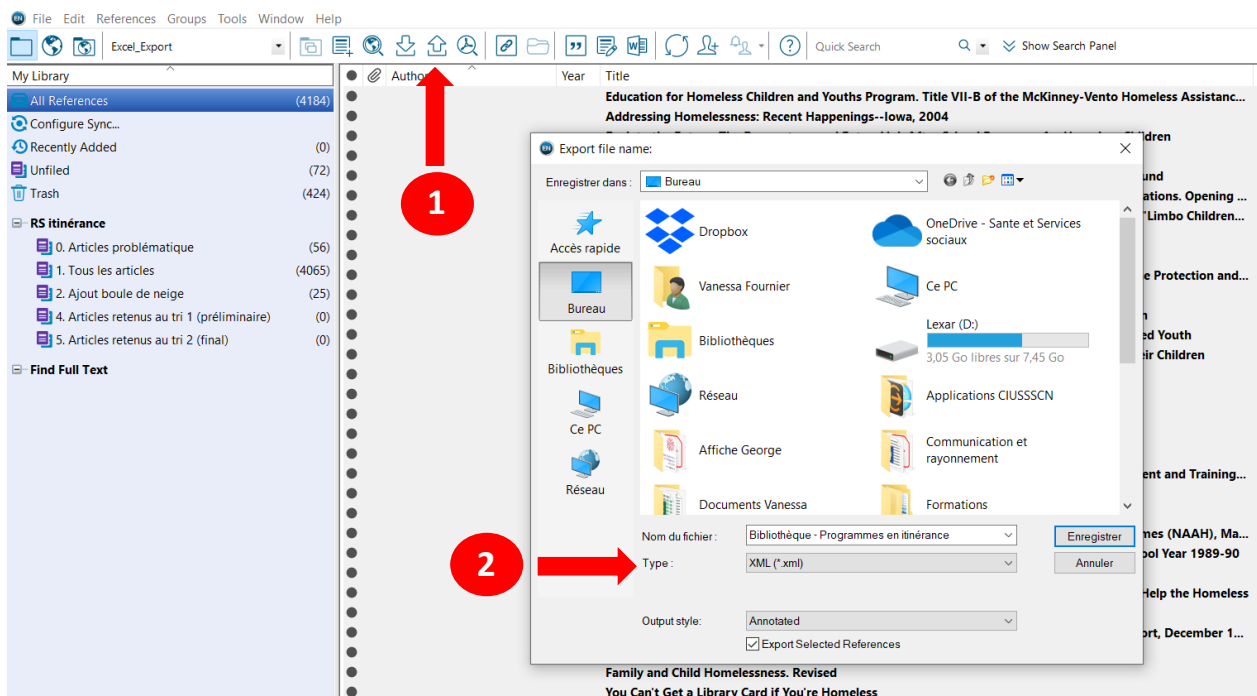 EN File Edit References Groups Tools Window Help
Excel_Export Quick Search Show Search Panel
My Library
All References (4184)
Configure Sync...
Recently Added (0)
Unfiled (72)
Trash (424)
RS itinérance
0. Articles problématique (56)
1. Tous les articles (4065)
2. Ajout boule de neige (25)
4. Articles retenus au tri 1 (préliminaire) (0)
5. Articles retenus au tri 2 (final) (0)
Find Full Text
Author Year Title
Education for Homeless Children and Youths Program. Title VII-B of the McKinney-Vento Homeless Assistanc...
Addressing Homelessness: Recent Happenings--Iowa, 2004
ations. Opening ...
"Limbo Children...
e Protection and...
ed Youth
eir Children
ent and Training...
mes (NAAH), Ma...
ool Year 1989-90
Help the Homeless
ort, December 1...
Family and Child Homelessness. Revised
You Can't Get a Library Card if You're Homeless
1
2
EN Export file name:
Enregistrer dans : Bureau
Accès rapide
Bureau
Bibliothèques
Ce PC
Réseau
Dropbox
OneDrive - Sante et Services
sociaux
Vanessa Fournier
Ce PC
Bibliothèques
Lexar (D:)
3,05 Go libres sur 7,45 Go
Réseau
Applications CIUSSSCN
Affiche George
Communication et
rayonnement
Documents Vanessa
Formations
Nom du fichier : Bibliothèque - Programmes en itinérance Enregistrer
Type : XML (*.xml) Annuler
Output style: Annotated
Export Selected References